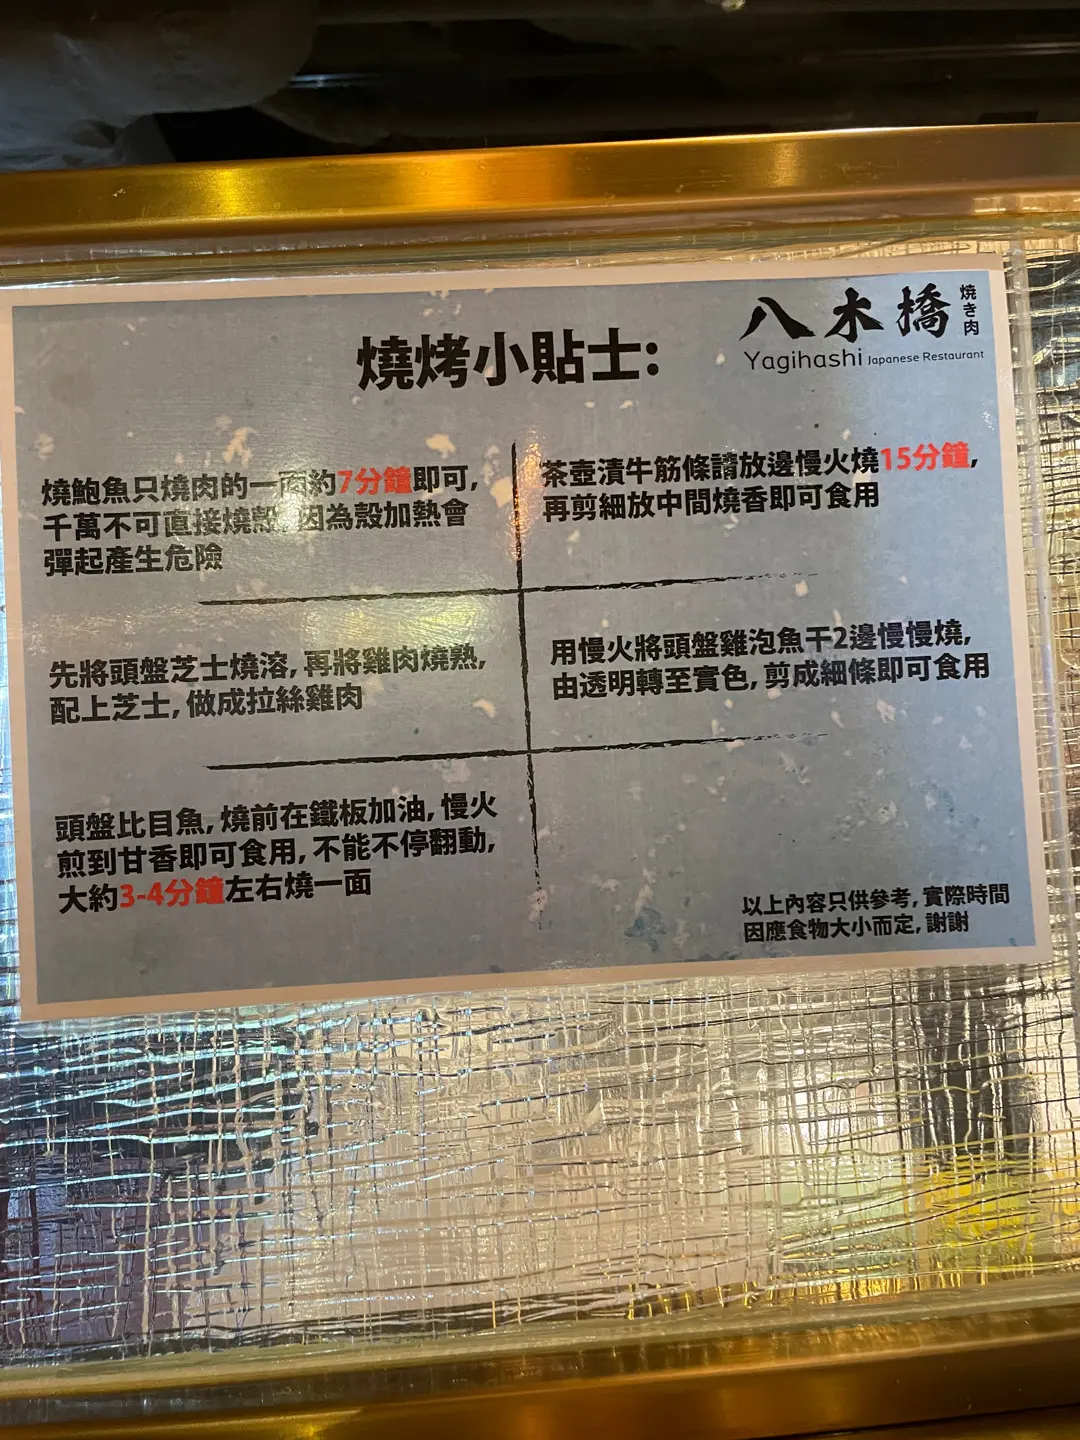 八木橋
焼き肉
Yagihashi Japanese Restaurant
燒烤小貼士:
燒鮑魚只燒肉的一面約7分鐘即可,
千萬不可直接燒殼 因為殼加熱會
彈起產生危險
茶壺漬牛筋條請放邊慢火燒15分鐘,
再剪細放中間燒香即可食用
先將頭盤芝士燒溶, 再將雞肉燒熟,
配上芝士, 做成拉絲雞肉
用慢火將頭盤雞泡魚干2邊慢慢燒,
由透明轉至實色, 剪成細條即可食用
頭盤比目魚, 燒前在鐵板加油, 慢火
煎到甘香即可食用, 不能不停翻動,
大約3-4分鐘左右燒一面
以上內容只供參考, 實際時間
因應食物大小而定, 謝謝